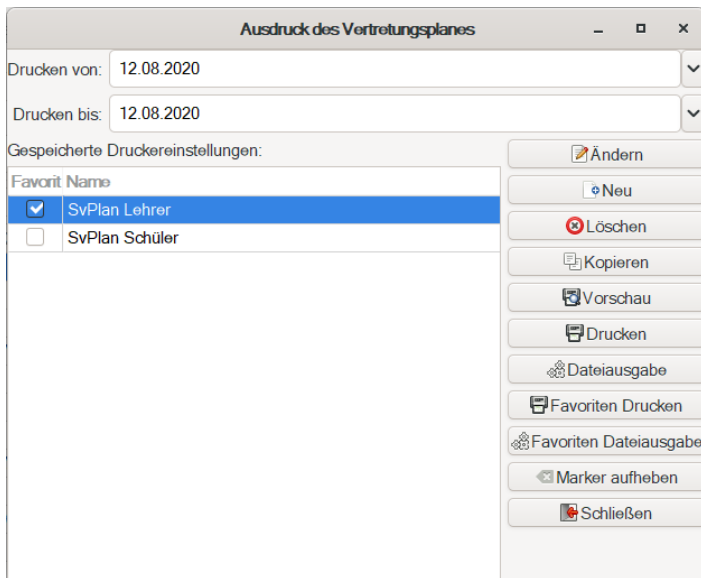 Ausdruck des Vertretungsplanes
Drucken von: 12.08.2020
Drucken bis: 12.08.2020
Gespeicherte Druckereinstellungen:
Favorit Name
SvPlan Lehrer
SvPlan Schüler
Ändern
Neu
Löschen
Kopieren
Vorschau
Drucken
Dateiausgabe
Favoriten Drucken
Favoriten Dateiausgabe
Marker aufheben
Schließen